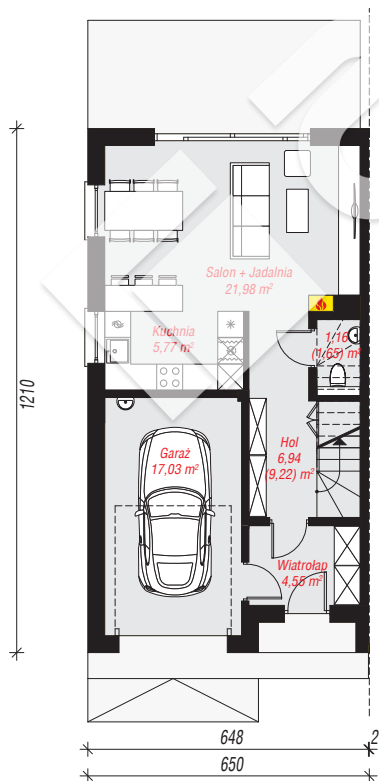 Salon + Jadalnia
21,98 m²
Kuchnia
5,77 m²
1,16
(1,65) m²
Garaż
17,03 m²
Hol
6,94
(9,22) m²
Wiatrołap
4,55 m²
1210
648
2
650